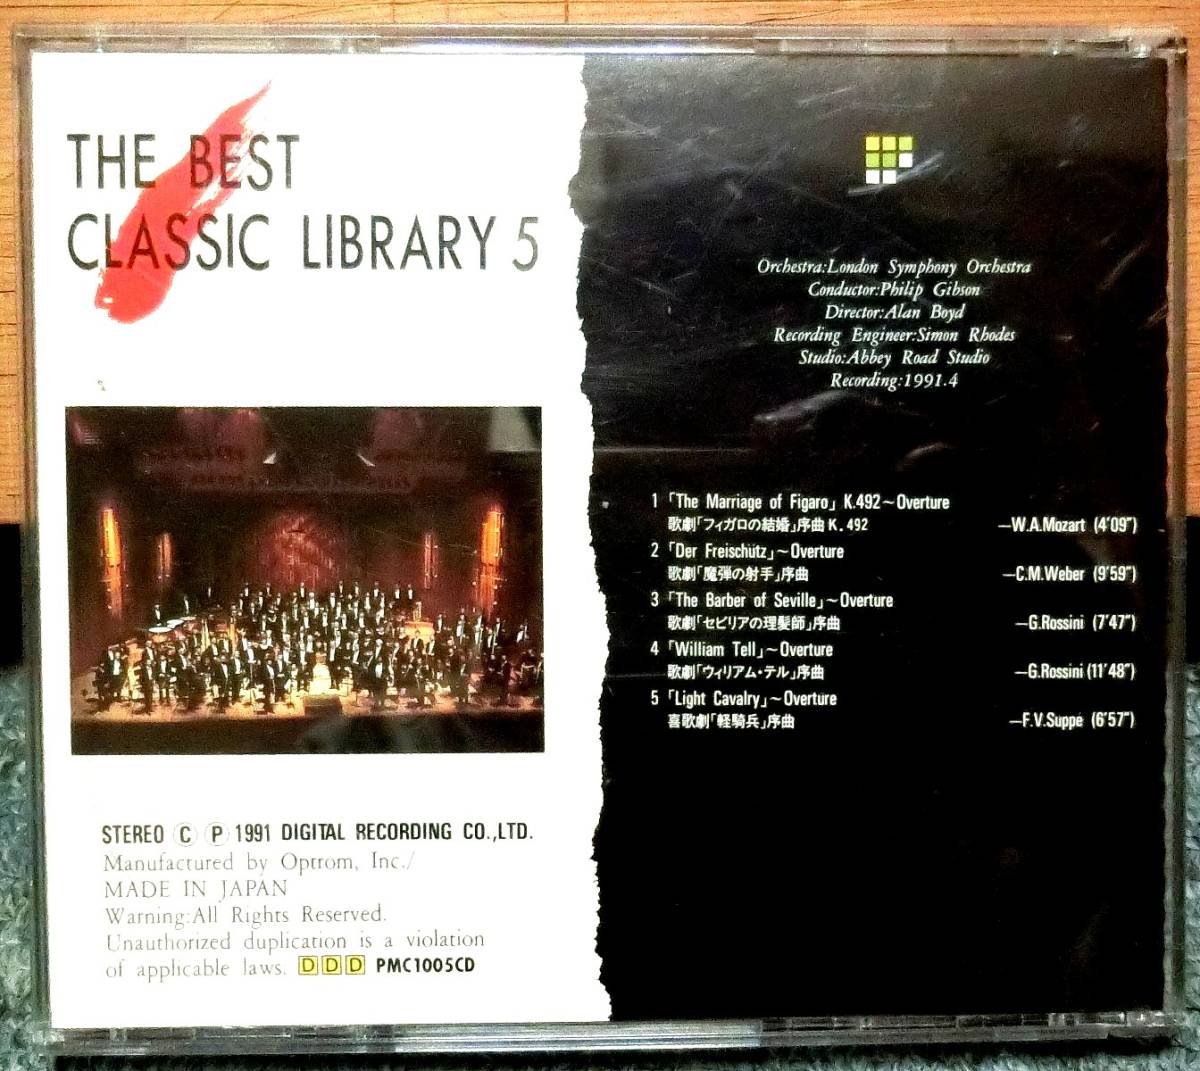 THE BEST
CLASSIC LIBRARY 5
STEREO Ⓒ Ⓟ 1991 DIGITAL RECORDING CO.,LTD.
Manufactured by Optrom, Inc./
MADE IN JAPAN
Warning:All Rights Reserved.
Unauthorized duplication is a violation
of applicable laws. DDD PMC1005CD
Orchestra:London Symphony Orchestra
Conductor:Philip Gibson
Director:Alan Boyd
Recording Engineer:Simon Rhodes
Studio:Abbey Road Studio
Recording:1991.4
1 「The Marriage of Figaro」 K.492~Overture
歌劇「フィガロの結婚」序曲 K.492 —W.A.Mozart (4'09")
2 「Der Freischütz」~Overture
歌劇「魔弾の射手」序曲 —C.M.Weber (9'59")
3 「The Barber of Seville」~Overture
歌劇「セビリアの理髪師」序曲 —G.Rossini (7'47")
4 「William Tell」~Overture
歌劇「ウィリアム・テル」序曲 —G.Rossini (11'48")
5 「Light Cavalry」~Overture
喜歌劇「軽騎兵」序曲 —F.V.Suppé (6'57")